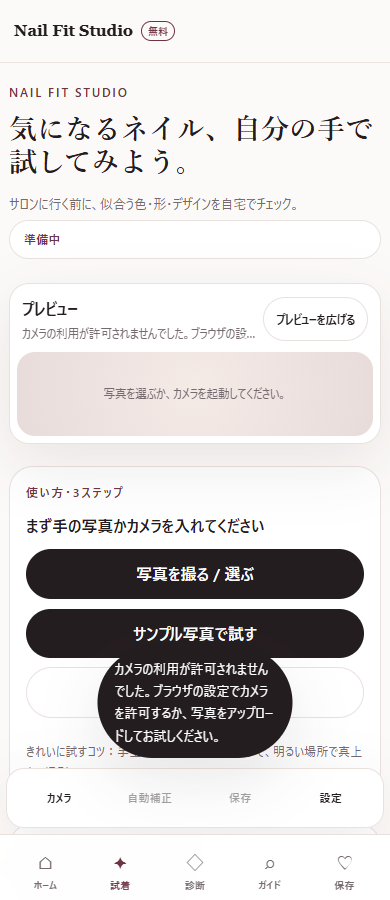 Nail Fit Studio 無料
NAIL FIT STUDIO
気になるネイル、自分の手で
試してみよう。
サロンに行く前に、似合う色・形・デザインを自宅でチェック。
準備中
プレビュー
カメラの利用が許可されませんでした。ブラウザの設...
プレビューを広げる
写真を選ぶか、カメラを起動してください。
使い方・3ステップ
まず手の写真かカメラを入れてください
写真を撮る / 選ぶ
サンプル写真で試す
カメラの利用が許可されません
でした。ブラウザの設定でカメラ
を許可するか、写真をアップロー
ドしてお試しください。
きれいに試すコツ：手 、明るい場所で真上
カメラ 自動補正 保存 設定
ホーム 試着 診断 ガイド 保存